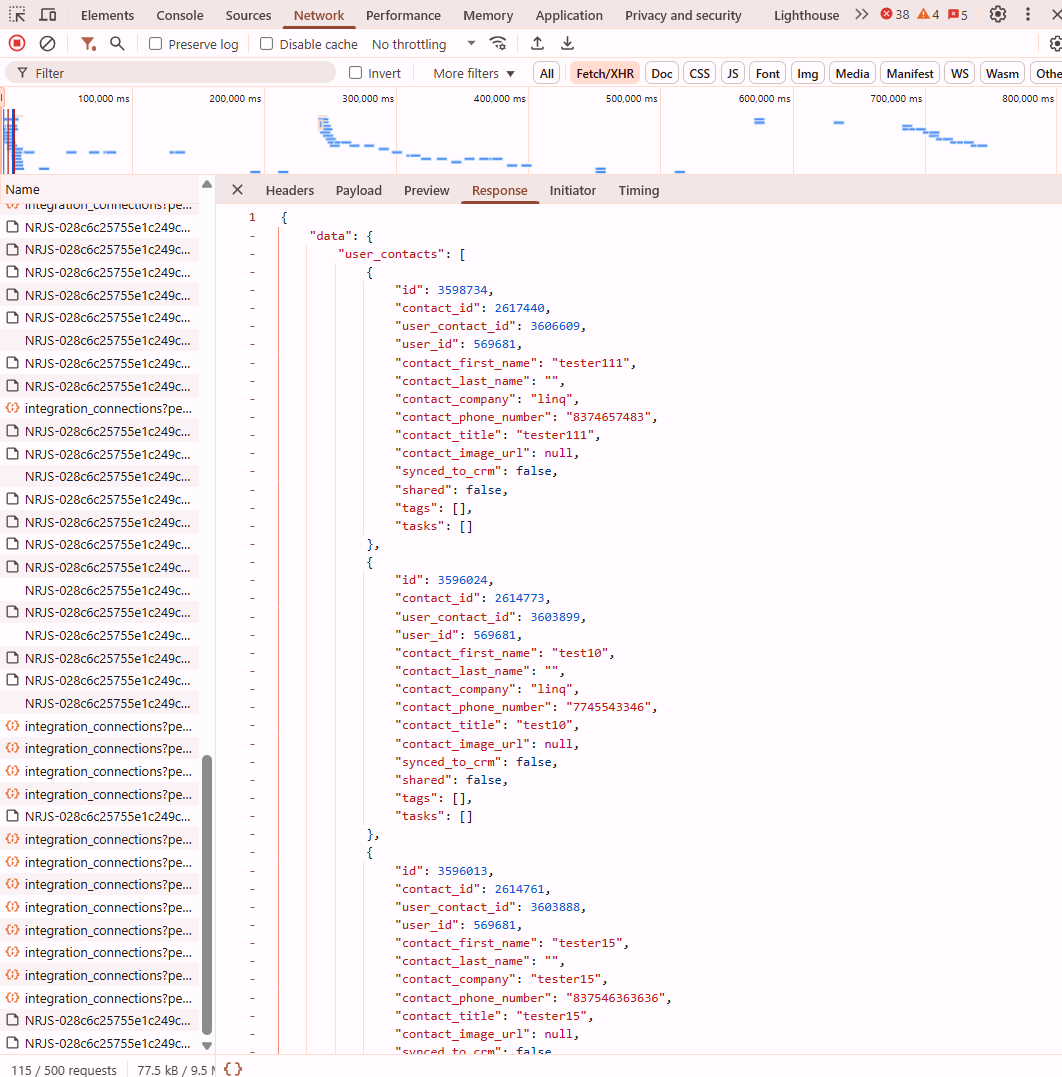 Elements Console Sources Network Performance Memory Application Privacy and security Lighthouse 38 4 5
Preserve log Disable cache No throttling
Filter Invert More filters All Fetch/XHR Doc CSS JS Font Img Media Manifest WS Wasm Othe
100,000 ms 200,000 ms 300,000 ms 400,000 ms 500,000 ms 600,000 ms 700,000 ms 800,000 ms
Name
integration_connections?pe...
NRJS-028c6c25755e1c249c...
NRJS-028c6c25755e1c249c...
NRJS-028c6c25755e1c249c...
NRJS-028c6c25755e1c249c...
NRJS-028c6c25755e1c249c...
NRJS-028c6c25755e1c249c...
NRJS-028c6c25755e1c249c...
NRJS-028c6c25755e1c249c...
integration_connections?pe...
NRJS-028c6c25755e1c249c...
NRJS-028c6c25755e1c249c...
NRJS-028c6c25755e1c249c...
NRJS-028c6c25755e1c249c...
NRJS-028c6c25755e1c249c...
NRJS-028c6c25755e1c249c...
NRJS-028c6c25755e1c249c...
NRJS-028c6c25755e1c249c...
NRJS-028c6c25755e1c249c...
NRJS-028c6c25755e1c249c...
NRJS-028c6c25755e1c249c...
NRJS-028c6c25755e1c249c...
NRJS-028c6c25755e1c249c...
integration_connections?pe...
integration_connections?pe...
integration_connections?pe...
integration_connections?pe...
NRJS-028c6c25755e1c249c...
integration_connections?pe...
integration_connections?pe...
integration_connections?pe...
integration_connections?pe...
integration_connections?pe...
integration_connections?pe...
integration_connections?pe...
integration_connections?pe...
NRJS-028c6c25755e1c249c...
NRJS-028c6c25755e1c249c...
Headers Payload Preview Response Initiator Timing
1 {
- "data": {
- "user_contacts": [
- {
- "id": 3598734,
- "contact_id": 2617440,
- "user_contact_id": 3606609,
- "user_id": 569681,
- "contact_first_name": "tester111",
- "contact_last_name": "",
- "contact_company": "linq",
- "contact_phone_number": "8374657483",
- "contact_title": "tester111",
- "contact_image_url": null,
- "synced_to_crm": false,
- "shared": false,
- "tags": [],
- "tasks": []
- },
- {
- "id": 3596024,
- "contact_id": 2614773,
- "user_contact_id": 3603899,
- "user_id": 569681,
- "contact_first_name": "test10",
- "contact_last_name": "",
- "contact_company": "linq",
- "contact_phone_number": "7745543346",
- "contact_title": "test10",
- "contact_image_url": null,
- "synced_to_crm": false,
- "shared": false,
- "tags": [],
- "tasks": []
- },
- {
- "id": 3596013,
- "contact_id": 2614761,
- "user_contact_id": 3603888,
- "user_id": 569681,
- "contact_first_name": "tester15",
- "contact_last_name": "",
- "contact_company": "tester15",
- "contact_phone_number": "837546363636",
- "contact_title": "tester15",
- "contact_image_url": null,
- "synced_to_crm": false,
115 / 500 requests 77.5 kB / 9.5 {}